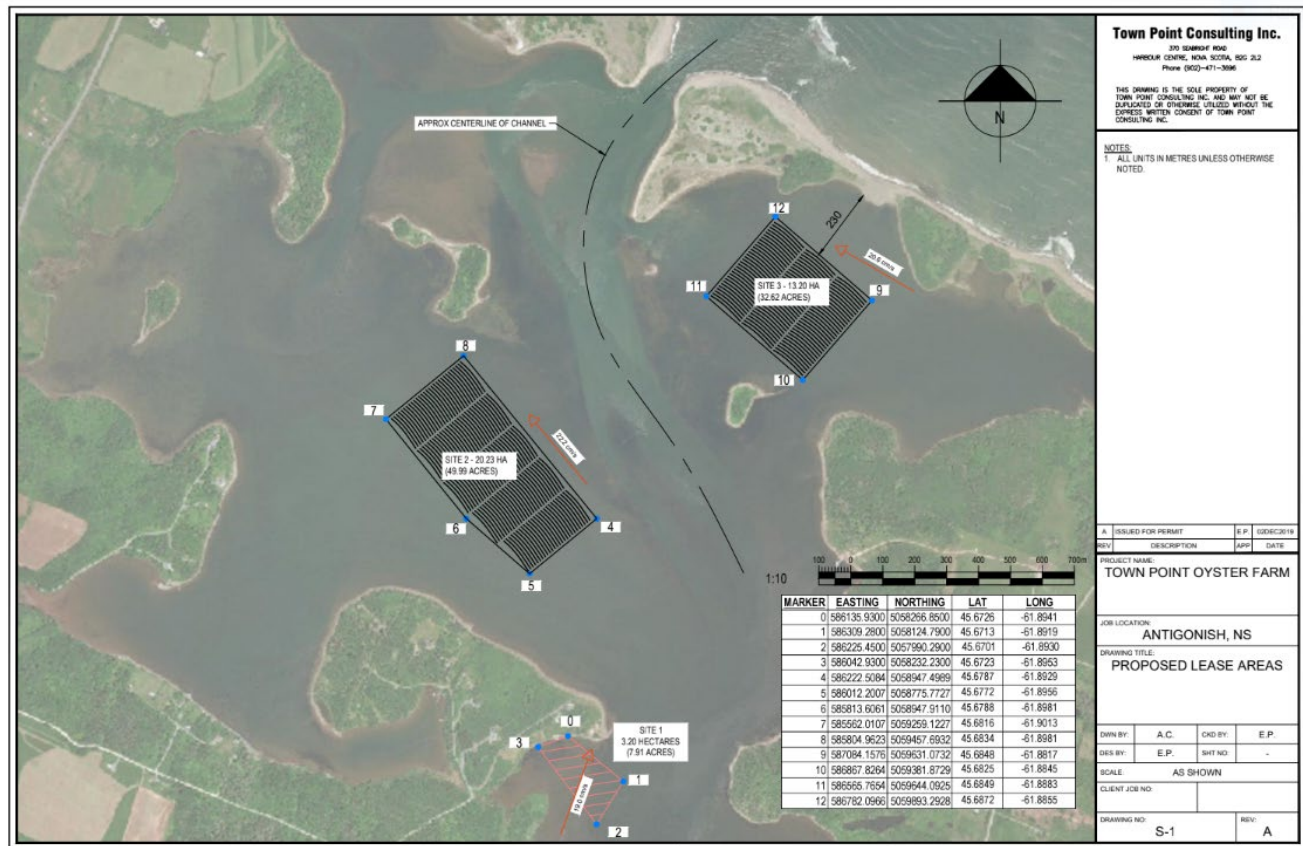 APPROX CENTERLINE OF CHANNEL
N
12
230
20.6 cm/s
11
SITE 3 - 13.20 HA
(32.62 ACRES)
9
10
8
7
22.2 cm/s
SITE 2 - 20.23 HA
(49.99 ACRES)
6
4
5
0
SITE 1
3.20 HECTARES
(7.91 ACRES)
3
1
19.0 cm/s
2
1:10
100 0 100 200 300 400 500 600 700m
MARKER EASTING NORTHING LAT LONG
0 586135.9300 5058266.8500 45.6726 -61.8941
1 586309.2800 5058124.7900 45.6713 -61.8919
2 586225.4500 5057990.2900 45.6701 -61.8930
3 586042.9300 5058232.2300 45.6723 -61.8953
4 586222.5084 5058947.4989 45.6787 -61.8929
5 586012.2007 5058775.7727 45.6772 -61.8956
6 585813.6061 5058947.9110 45.6788 -61.8981
7 585562.0107 5059259.1227 45.6816 -61.9013
8 585804.9623 5059457.6932 45.6834 -61.8981
9 587084.1576 5059631.0732 45.6848 -61.8817
10 586867.8264 5059381.8729 45.6825 -61.8845
11 586565.7654 5059644.0925 45.6849 -61.8883
12 586782.0966 5059893.2928 45.6872 -61.8855
Town Point Consulting Inc.
370 SEABRIGHT ROAD
HARBOUR CENTRE, NOVA SCOTIA, B2G 2L2
Phone (902)-471-3696
THIS DRAWING IS THE SOLE PROPERTY OF
TOWN POINT CONSULTING INC. AND MAY NOT BE
DUPLICATED OR OTHERWISE UTILIZED WITHOUT THE
EXPRESS WRITTEN CONSENT OF TOWN POINT
CONSULTING INC.
NOTES:
1. ALL UNITS IN METRES UNLESS OTHERWISE
NOTED.
A ISSUED FOR PERMIT E.P. 02DEC2019
REV DESCRIPTION APP DATE
PROJECT NAME:
TOWN POINT OYSTER FARM
JOB LOCATION:
ANTIGONISH, NS
DRAWING TITLE:
PROPOSED LEASE AREAS
DWN BY: A.C. CKD BY: E.P.
DES BY: E.P. SHT NO: -
SCALE: AS SHOWN
CLIENT JOB NO:
DRAWING NO: REV:
S-1 A